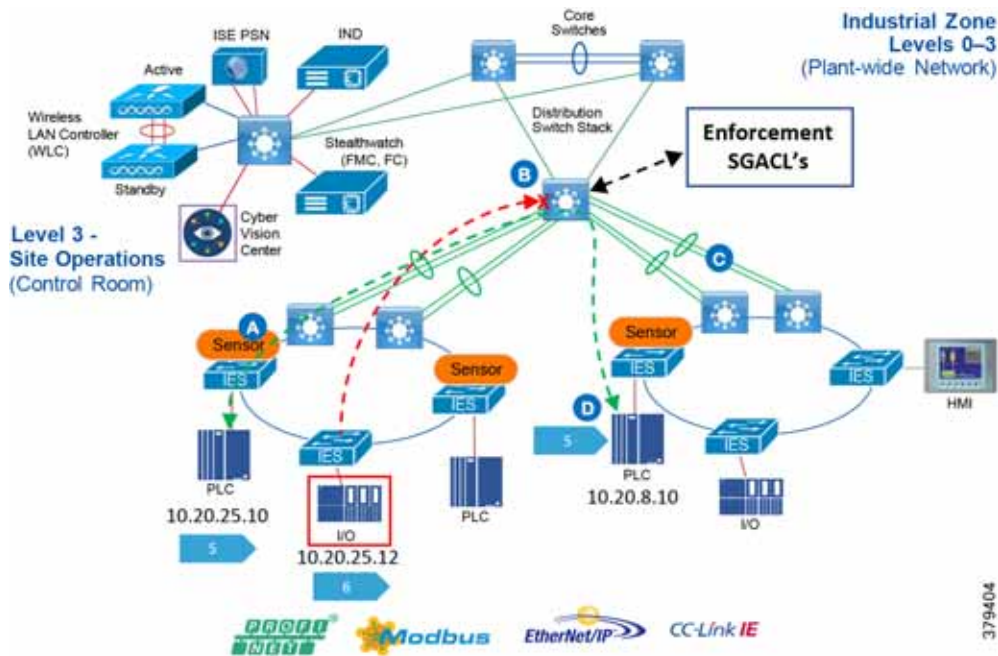 Industrial Zone
Levels 0–3
(Plant-wide Network)
Core
Switches
ISE PSN
IND
Active
Wireless
LAN Controller
(WLC)
Standby
Stealthwatch
(FMC, FC)
Distribution
Switch Stack
Enforcement
SGACL's
Cyber
Vision
Center
Level 3 -
Site Operations
(Control Room)
B
X
C
A
Sensor
IES
Sensor
IES
IES
Sensor
IES
IES
IES
HMI
D
5
PLC
10.20.25.10
5
I/O
10.20.25.12
6
PLC
PLC
10.20.8.10
I/O
PROFI
NET
Modbus
EtherNet/IP
CC-Link IE
379404